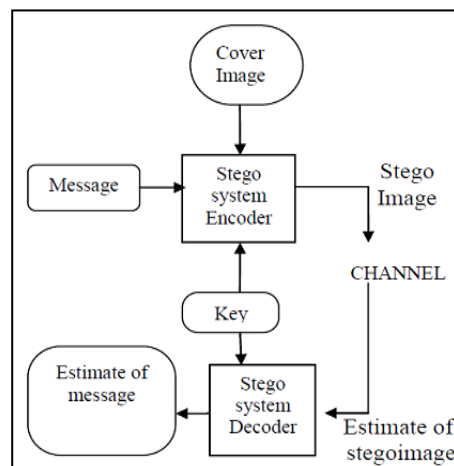 Cover
Image
Message
Stego
system
Encoder
Stego
Image
CHANNEL
Key
Estimate of
message
Stego
system
Decoder
Estimate of
stegoimage